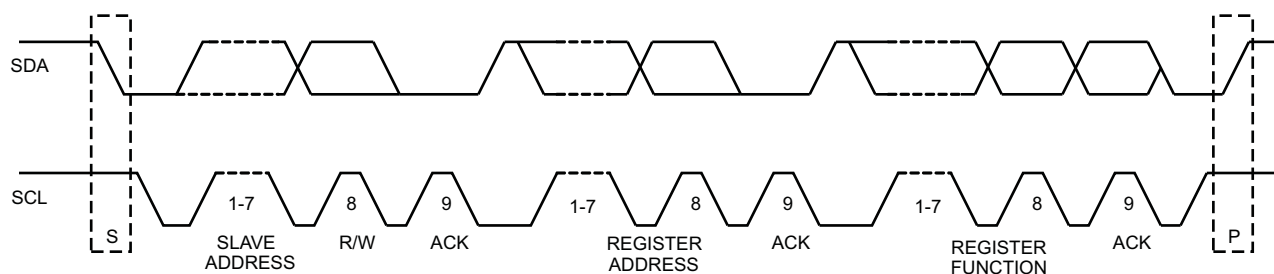 SDA
SCL
1-7
8
9
1-7
8
9
1-7
8
9
S
SLAVE
ADDRESS
R/W
ACK
REGISTER
ADDRESS
ACK
REGISTER
FUNCTION
ACK
P